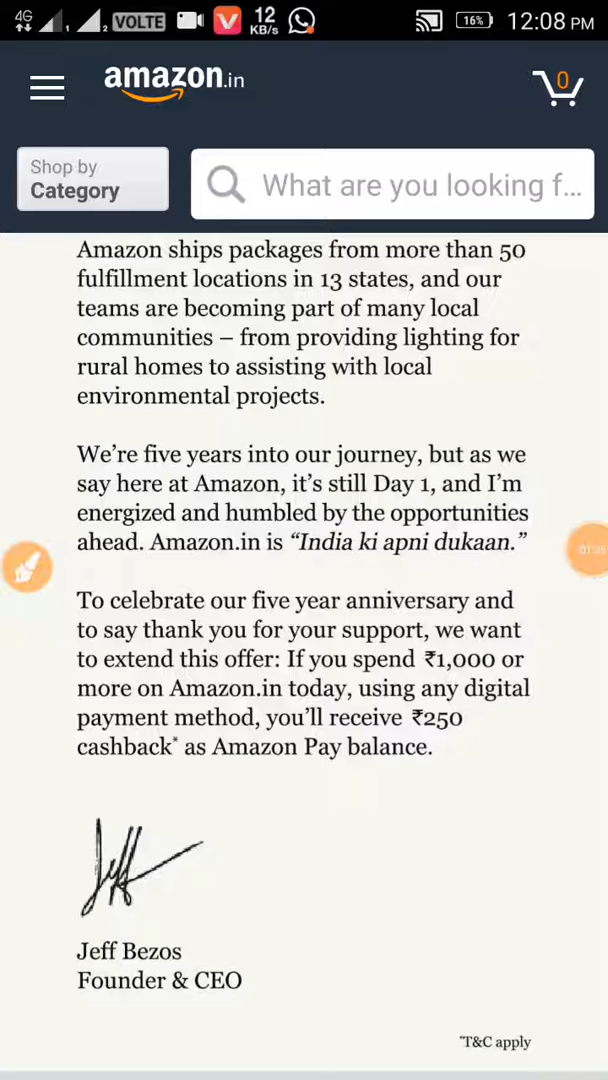 4G 1 2 VOLTE V 12 KB/s 16% 12:08 PM
amazon.in 0
Shop by
Category
What are you looking f...
Amazon ships packages from more than 50
fulfillment locations in 13 states, and our
teams are becoming part of many local
communities – from providing lighting for
rural homes to assisting with local
environmental projects.
We’re five years into our journey, but as we
say here at Amazon, it’s still Day 1, and I’m
energized and humbled by the opportunities
ahead. Amazon.in is “India ki apni dukaan.”
01:35
To celebrate our five year anniversary and
to say thank you for your support, we want
to extend this offer: If you spend ₹1,000 or
more on Amazon.in today, using any digital
payment method, you’ll receive ₹250
cashback* as Amazon Pay balance.
Jeff
Jeff Bezos
Founder & CEO
*T&C apply